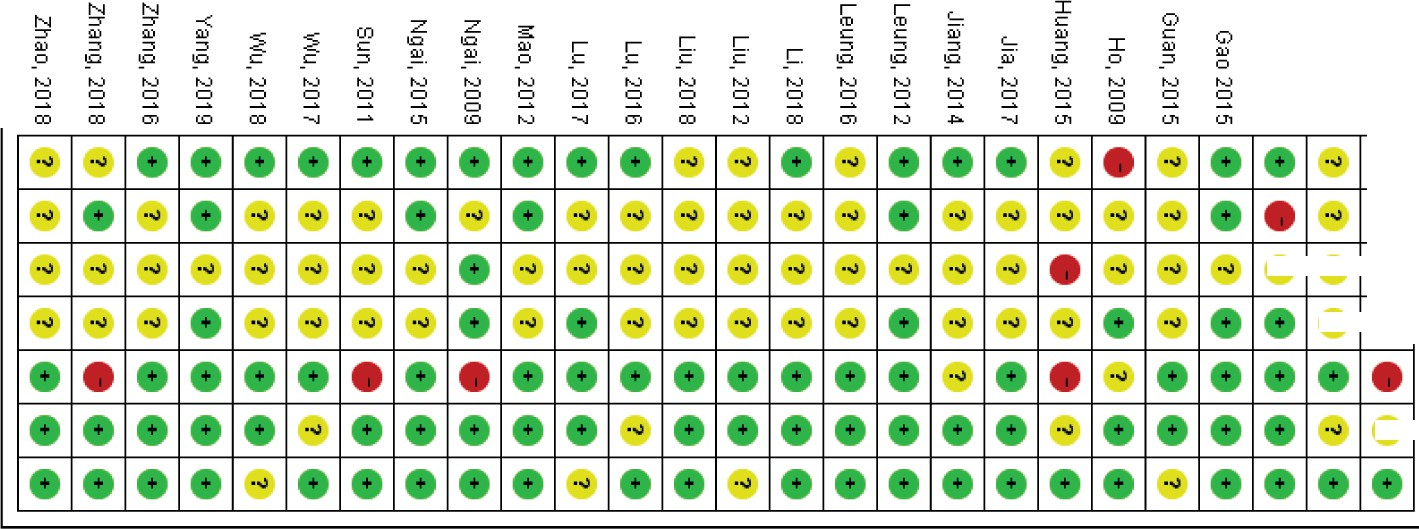 Zhao, 2018
Zhang, 2018
Zhang, 2016
Yang, 2019
Wu, 2018
Wu, 2017
Sun, 2011
Ngai, 2015
Ngai, 2009
Mao, 2012
Lu, 2017
Lu, 2016
Liu, 2018
Liu, 2012
Li, 2018
Leung, 2016
Leung, 2012
Jiang, 2014
Jia, 2017
Huang, 2015
Ho, 2009
Guan, 2015
Gao 2015
? ? + + + + + + + + + + ? ? + ? + + + ? - ? + + ?
? + ? + ? ? ? + ? + ? ? ? ? ? ? + ? ? ? ? ? + - ?
? ? ? ? ? ? ? ? + ? ? ? ? ? ? ? ? ? ? - ? ? ?
? ? ? + ? ? ? ? + ? + ? ? ? ? ? + ? ? ? + ? + +
+ - + + + + - + - + + + + + + + + ? + - ? + + + + -
+ + + + + ? + + + + + ? + + + + + + + ? + + + + ?
+ + + + ? + + + + + ? + + ? + + + + + + + ? + + + +